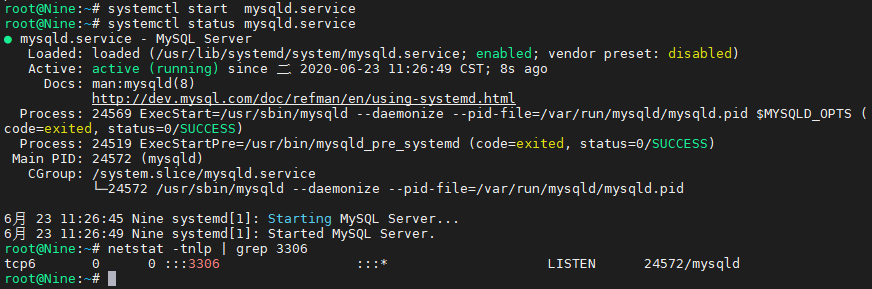 root@Nine:~# systemctl start  mysqld.service
root@Nine:~# systemctl status mysqld.service
● mysqld.service - MySQL Server
   Loaded: loaded (/usr/lib/systemd/system/mysqld.service; enabled; vendor preset: disabled)
   Active: active (running) since 二 2020-06-23 11:26:49 CST; 8s ago
     Docs: man:mysqld(8)
           http://dev.mysql.com/doc/refman/en/using-systemd.html
  Process: 24569 ExecStart=/usr/sbin/mysqld --daemonize --pid-file=/var/run/mysqld/mysqld.pid $MYSQLD_OPTS (
code=exited, status=0/SUCCESS)
  Process: 24519 ExecStartPre=/usr/bin/mysqld_pre_systemd (code=exited, status=0/SUCCESS)
 Main PID: 24572 (mysqld)
   CGroup: /system.slice/mysqld.service
           └─24572 /usr/sbin/mysqld --daemonize --pid-file=/var/run/mysqld/mysqld.pid

6月 23 11:26:45 Nine systemd[1]: Starting MySQL Server...
6月 23 11:26:49 Nine systemd[1]: Started MySQL Server.
root@Nine:~# netstat -tnlp | grep 3306
tcp6       0      0 :::3306                 :::*                    LISTEN      24572/mysqld
root@Nine:~#